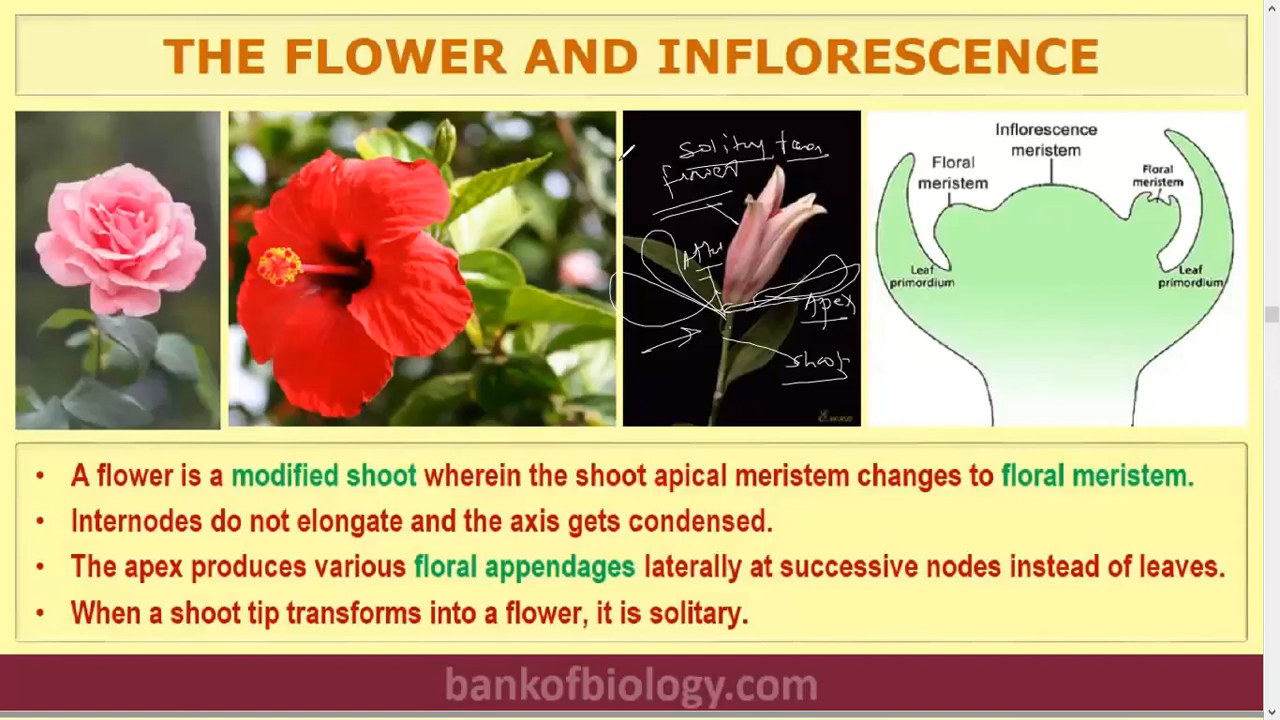 THE FLOWER AND INFLORESCENCE
solitary
flower
Apex
shoot
Inflorescence
meristem
Floral
meristem
Floral
meristem
Leaf
primordium
Leaf
primordium
• A flower is a modified shoot wherein the shoot apical meristem changes to floral meristem.
• Internodes do not elongate and the axis gets condensed.
• The apex produces various floral appendages laterally at successive nodes instead of leaves.
• When a shoot tip transforms into a flower, it is solitary.
bankofbiology.com